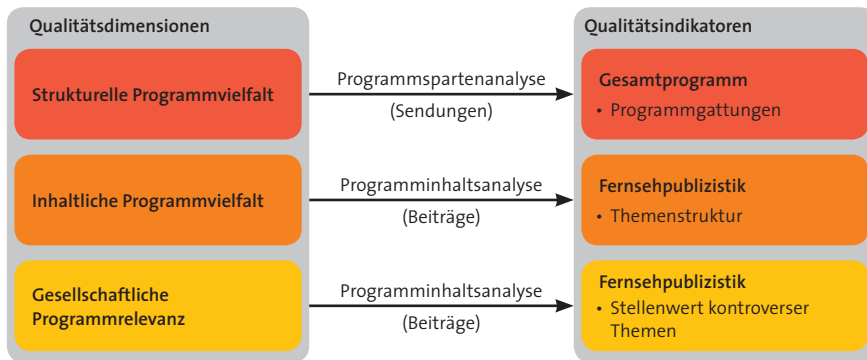 Qualitätsdimensionen
Qualitätsindikatoren
Strukturelle Programmvielfalt
Programmspartenanalyse
(Sendungen)
Gesamtprogramm
• Programmgattungen
Inhaltliche Programmvielfalt
Programminhaltsanalyse
(Beiträge)
Fernsehpublizistik
• Themenstruktur
Gesellschaftliche
Programmrelevanz
Programminhaltsanalyse
(Beiträge)
Fernsehpublizistik
• Stellenwert kontroverser
Themen